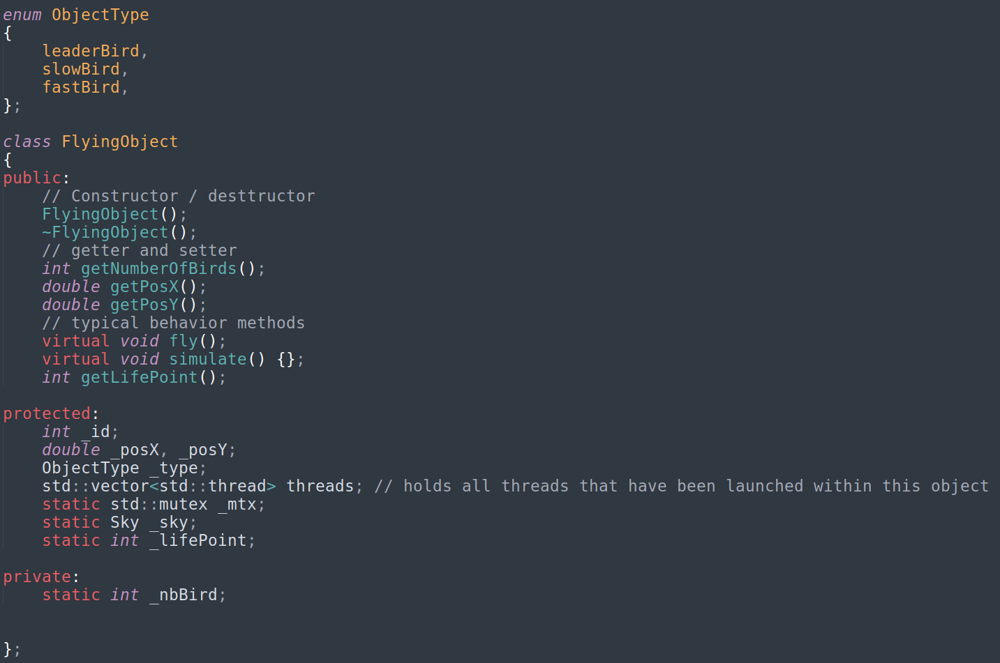 enum ObjectType
{
    leaderBird,
    slowBird,
    fastBird,
};

class FlyingObject
{
public:
    // Constructor / desttructor
    FlyingObject();
    ~FlyingObject();
    // getter and setter
    int getNumberOfBirds();
    double getPosX();
    double getPosY();
    // typical behavior methods
    virtual void fly();
    virtual void simulate() {};
    int getLifePoint();

protected:
    int _id;
    double _posX, _posY;
    ObjectType _type;
    std::vector<std::thread> threads; // holds all threads that have been launched within this object
    static std::mutex _mtx;
    static Sky _sky;
    static int _lifePoint;

private:
    static int _nbBird;


};